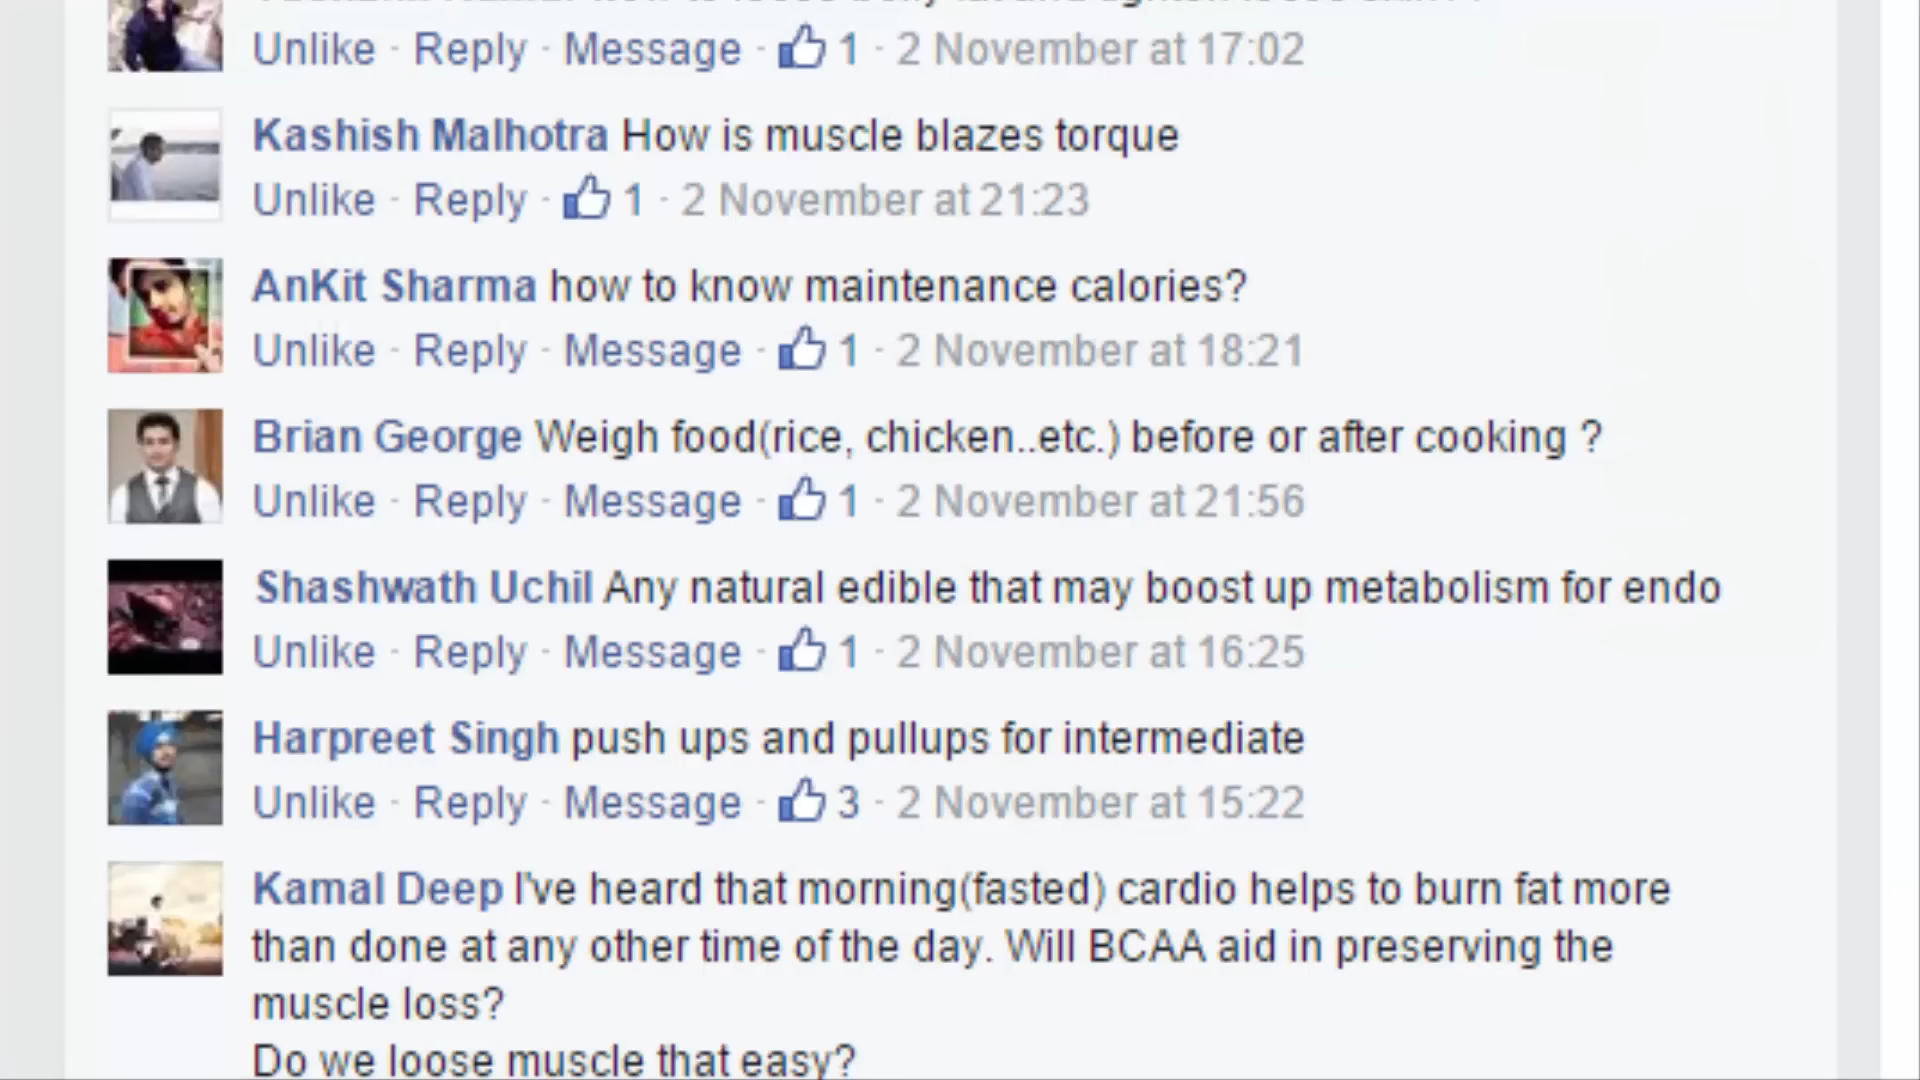 Unlike · Reply · Message · 1 · 2 November at 17:02
Kashish Malhotra How is muscle blazes torque
Unlike · Reply · 1 · 2 November at 21:23
AnKit Sharma how to know maintenance calories?
Unlike · Reply · Message · 1 · 2 November at 18:21
Brian George Weigh food(rice, chicken..etc.) before or after cooking ?
Unlike · Reply · Message · 1 · 2 November at 21:56
Shashwath Uchil Any natural edible that may boost up metabolism for endo
Unlike · Reply · Message · 1 · 2 November at 16:25
Harpreet Singh push ups and pullups for intermediate
Unlike · Reply · Message · 3 · 2 November at 15:22
Kamal Deep I've heard that morning(fasted) cardio helps to burn fat more
than done at any other time of the day. Will BCAA aid in preserving the
muscle loss?
Do we loose muscle that easy?